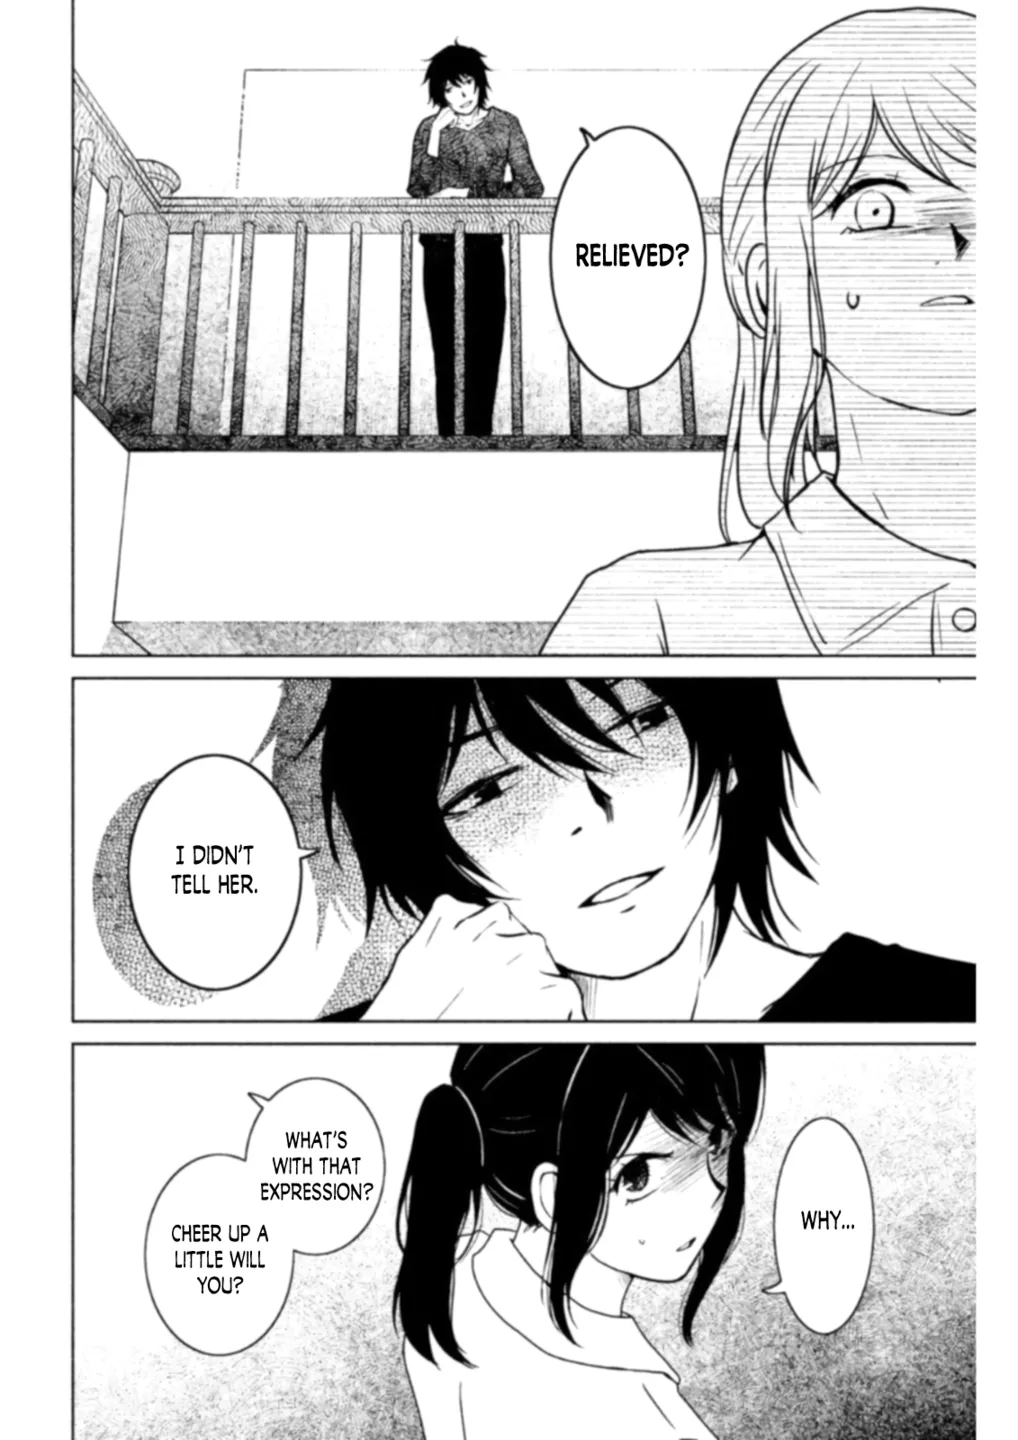 RELIEVED?
I DIDN'T
TELL HER.
WHY...
WHAT'S
WITH THAT
EXPRESSION?
CHEER UP A
LITTLE WILL
YOU?